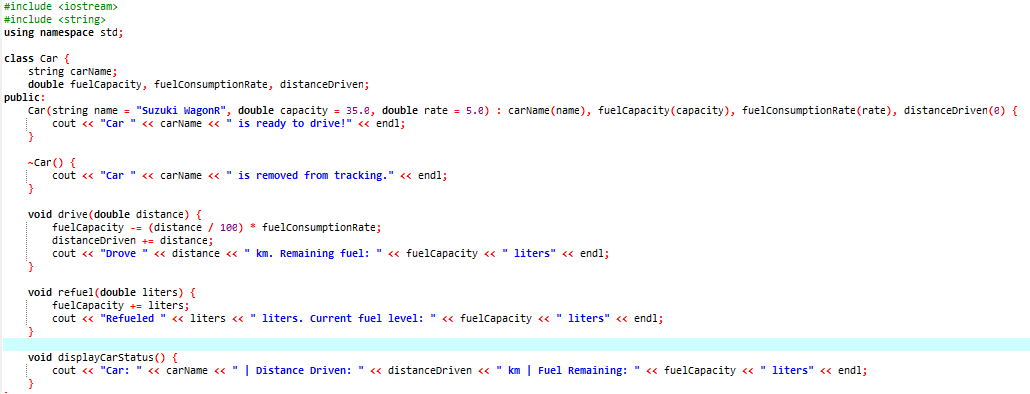 #include <iostream>
#include <string>
using namespace std;

class Car {
    string carName;
    double fuelCapacity, fuelConsumptionRate, distanceDriven;
public:
    Car(string name = "Suzuki WagonR", double capacity = 35.0, double rate = 5.0) : carName(name), fuelCapacity(capacity), fuelConsumptionRate(rate), distanceDriven(0) {
        cout << "Car " << carName << " is ready to drive!" << endl;
    }

    ~Car() {
        cout << "Car " << carName << " is removed from tracking." << endl;
    }

    void drive(double distance) {
        fuelCapacity -= (distance / 100) * fuelConsumptionRate;
        distanceDriven += distance;
        cout << "Drove " << distance << " km. Remaining fuel: " << fuelCapacity << " liters" << endl;
    }

    void refuel(double liters) {
        fuelCapacity += liters;
        cout << "Refueled " << liters << " liters. Current fuel level: " << fuelCapacity << " liters" << endl;
    }

    void displayCarStatus() {
        cout << "Car: " << carName << " | Distance Driven: " << distanceDriven << " km | Fuel Remaining: " << fuelCapacity << " liters" << endl;
    }